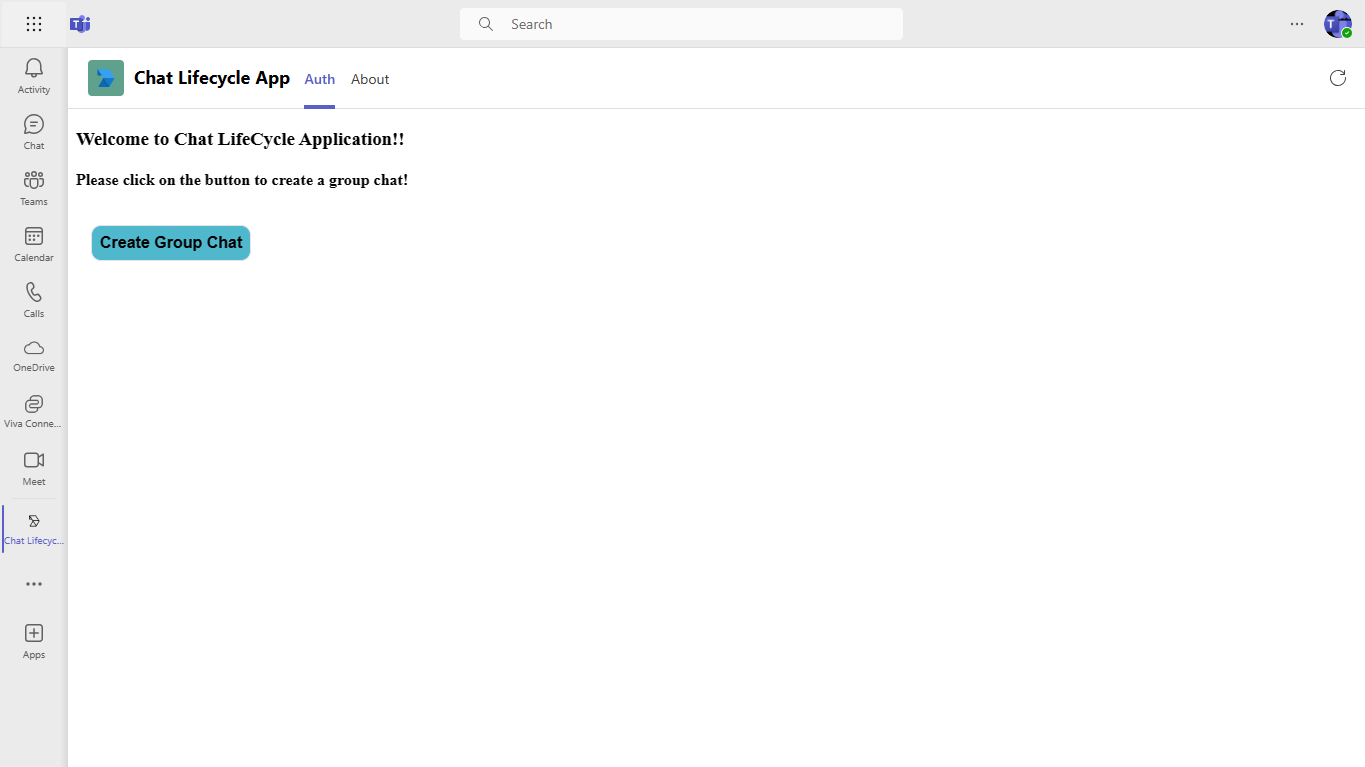 Search
Activity
Chat
Teams
Calendar
Calls
OneDrive
Viva Conne...
Meet
Chat Lifecyc...
Apps
Chat Lifecycle App
Auth
About
Welcome to Chat LifeCycle Application!!
Please click on the button to create a group chat!
Create Group Chat